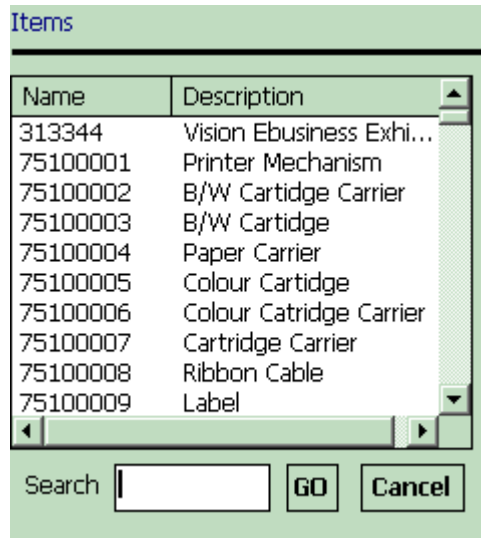 Items
Name Description
313344 Vision Ebusiness Exhi...
75100001 Printer Mechanism
75100002 B/W Cartidge Carrier
75100003 B/W Cartidge
75100004 Paper Carrier
75100005 Colour Cartidge
75100006 Colour Catridge Carrier
75100007 Cartridge Carrier
75100008 Ribbon Cable
75100009 Label
Search GO Cancel